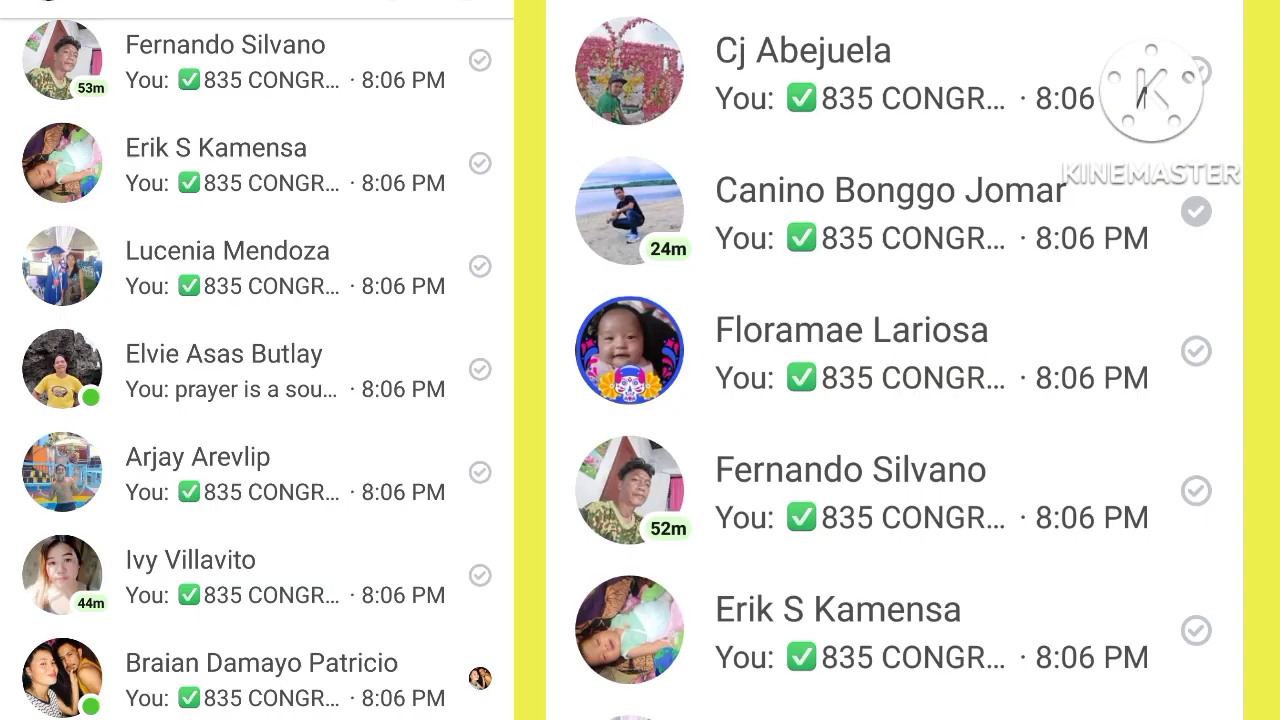 Fernando Silvano
You: ✅835 CONGR... · 8:06 PM
53m
Erik S Kamensa
You: ✅835 CONGR... · 8:06 PM
Lucenia Mendoza
You: ✅835 CONGR... · 8:06 PM
Elvie Asas Butlay
You: prayer is a sou... · 8:06 PM
Arjay Arevlip
You: ✅835 CONGR... · 8:06 PM
Ivy Villavito
You: ✅835 CONGR... · 8:06 PM
44m
Braian Damayo Patricio
You: ✅835 CONGR... · 8:06 PM
Cj Abejuela
You: ✅835 CONGR... · 8:06
K
KINEMASTER
Canino Bonggo Jomar
You: ✅835 CONGR... · 8:06 PM
24m
Floramae Lariosa
You: ✅835 CONGR... · 8:06 PM
Fernando Silvano
You: ✅835 CONGR... · 8:06 PM
52m
Erik S Kamensa
You: ✅835 CONGR... · 8:06 PM